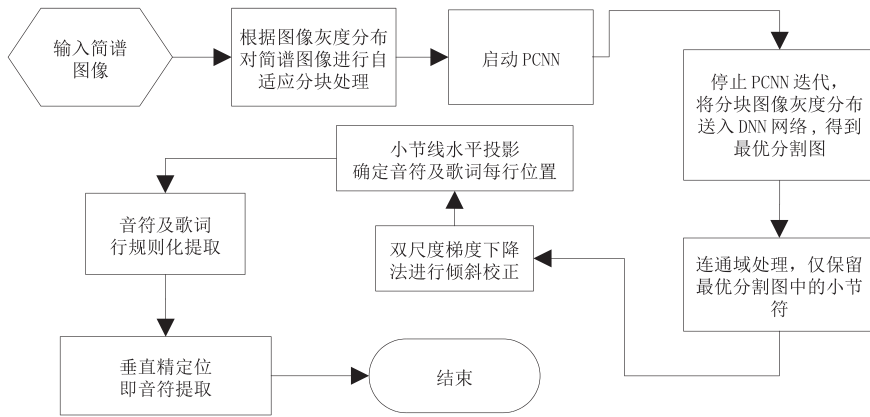 输入简谱
图像
根据图像灰度分布
对简谱图像进行自
适应分块处理
启动 PCNN
停止 PCNN 迭代，
将分块图像灰度分布
送入 DNN 网络，得到
最优分割图
连通域处理，仅保留
最优分割图中的小节
符
双尺度梯度下降
法进行倾斜校正
小节线水平投影
确定音符及歌词每行位置
音符及歌词
行规则化提取
垂直精定位
即音符提取
结束